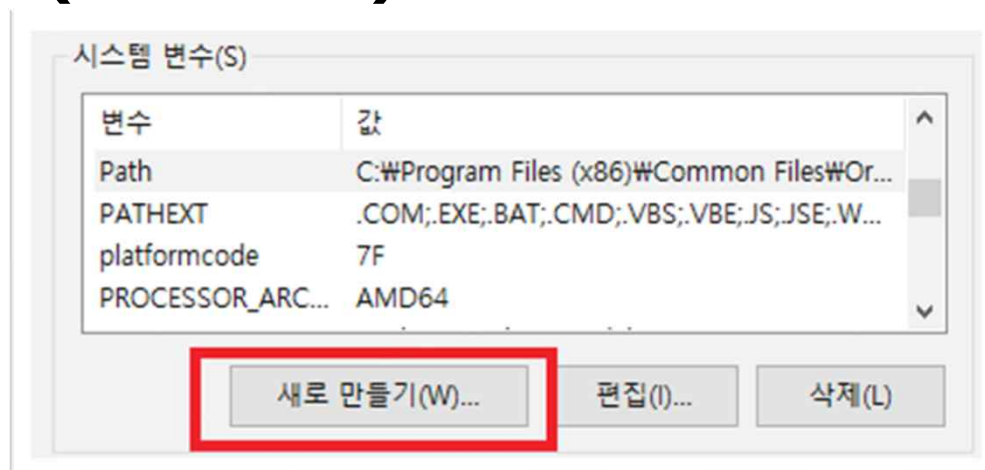 시스템 변수(S)
변수 값
Path C:₩Program Files (x86)₩Common Files₩Or...
PATHEXT .COM;.EXE;.BAT;.CMD;.VBS;.VBE;.JS;.JSE;.W...
platformcode 7F
PROCESSOR_ARC... AMD64
새로 만들기(W)... 편집(I)... 삭제(L)